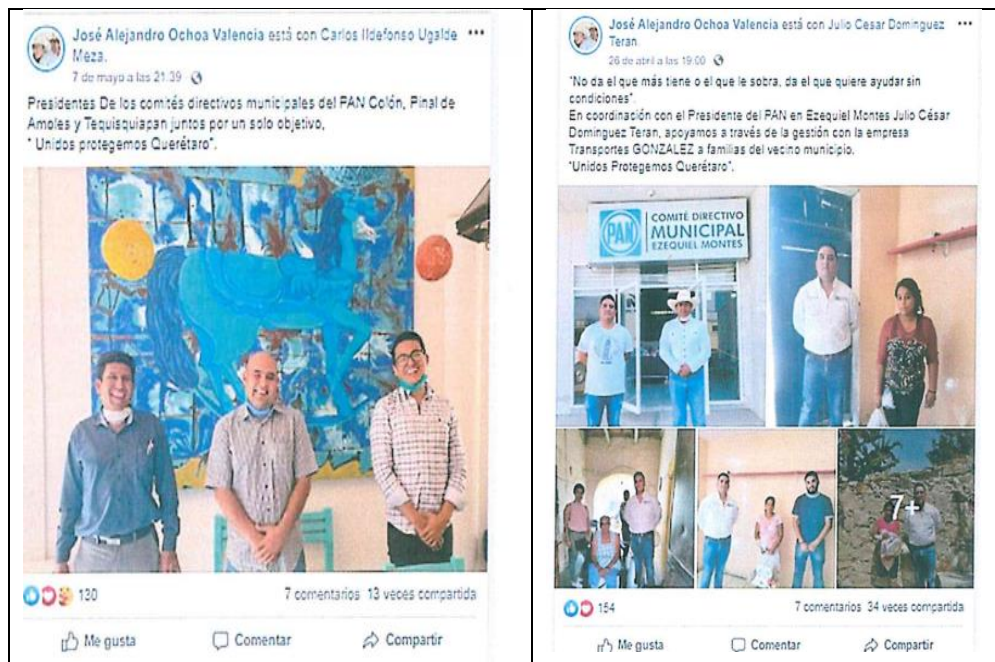 José Alejandro Ochoa Valencia está con Carlos Ildefonso Ugalde
Meza.
7 de mayo a las 21:39
Presidentes De los comités directivos municipales del PAN Colón, Pinal de
Amoles y Tequisquiapan juntos por un solo objetivo,
" Unidos protegemos Querétaro".
130
7 comentarios 13 veces compartida
Me gusta
Comentar
Compartir
José Alejandro Ochoa Valencia está con Julio Cesar Dominguez
Teran.
26 de abril a las 19:00
"No da el que más tiene o el que le sobra, da el que quiere ayudar sin
condiciones".
En coordinación con el Presidente del PAN en Ezequiel Montes Julio César
Dominguez Teran, apoyamos a través de la gestión con la empresa
Transportes GONZALEZ a familias del vecino municipio.
"Unidos Protegemos Querétaro".
PAN
COMITÉ DIRECTIVO
MUNICIPAL
EZEQUIEL MONTES
7+
154
7 comentarios 34 veces compartida
Me gusta
Comentar
Compartir